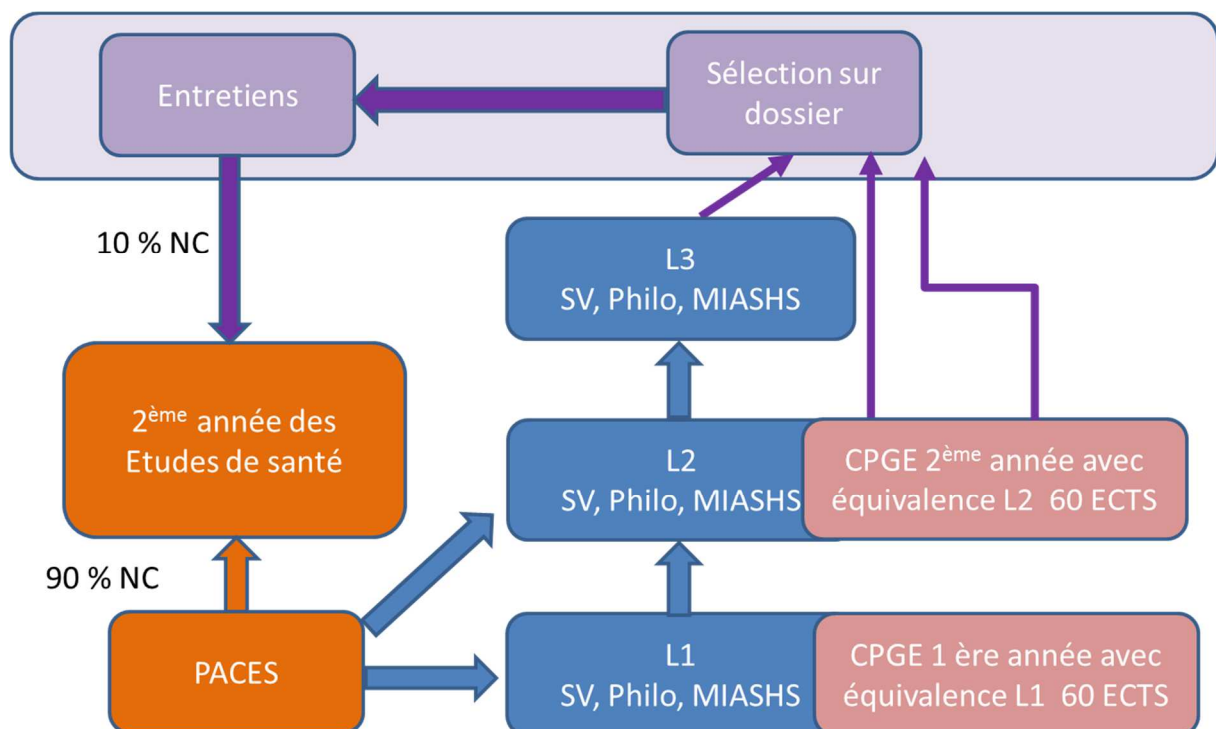 Entretiens
Sélection sur
dossier
10 % NC
L3
SV, Philo, MIASHS
2ème année des
Etudes de santé
L2
SV, Philo, MIASHS
CPGE 2ème année avec
équivalence L2 60 ECTS
90 % NC
PACES
L1
SV, Philo, MIASHS
CPGE 1 ère année avec
équivalence L1 60 ECTS